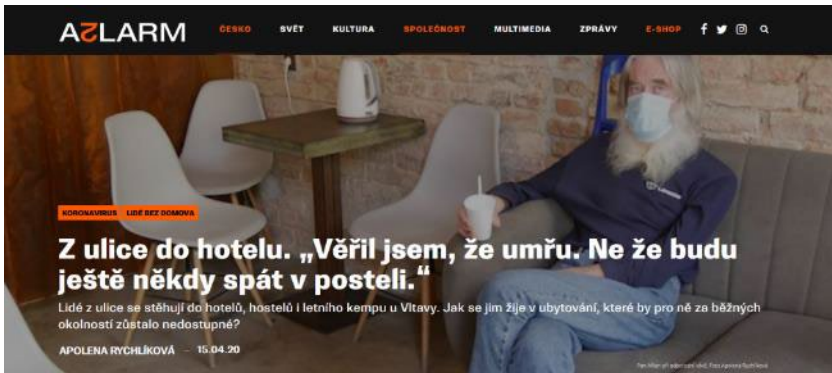 A2LARM
ČESKO SVĚT KULTURA SPOLEČNOST MULTIMEDIA ZPRÁVY E-SHOP
KORONAVIRUS LIDÉ BEZ DOMOVA
Z ulice do hotelu. „Věřil jsem, že umřu. Ne že budu
ještě někdy spát v posteli.“
Lidé z ulice se stěhují do hotelů, hostelů i letního kempu u Vltavy. Jak se jim žije v ubytování, které by pro ně za běžných
okolností zůstalo nedostupné?
APOLENA RYCHLÍKOVÁ – 15.04.20